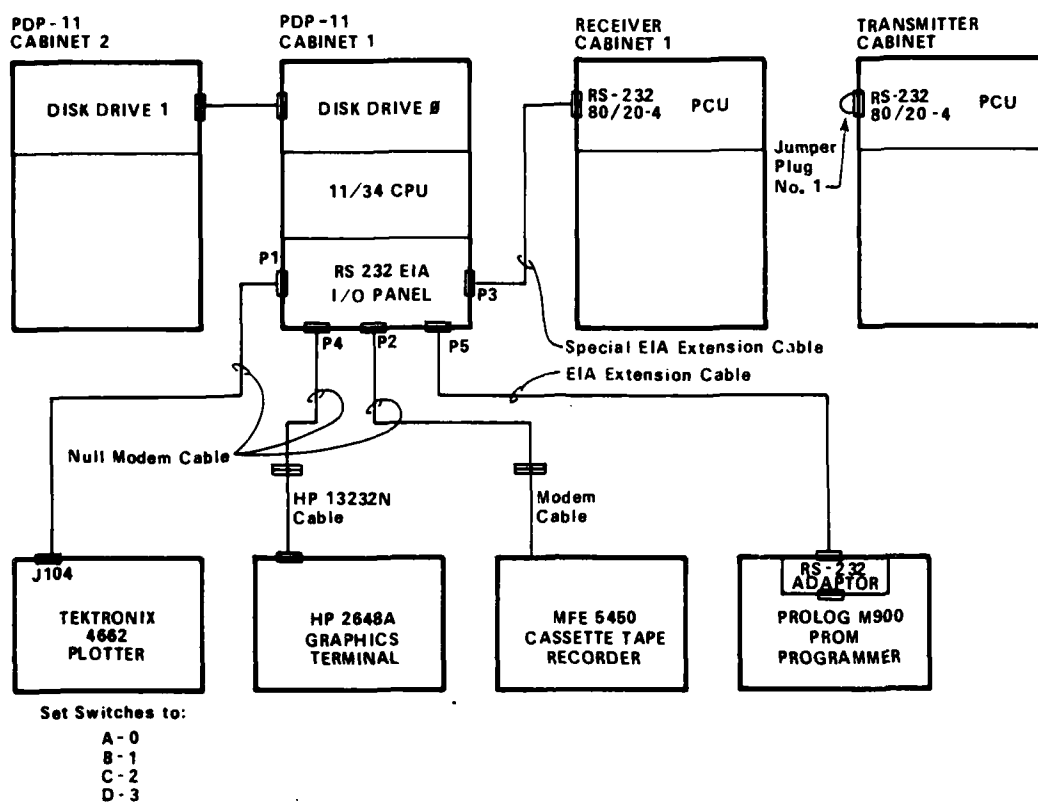 PDP-11
CABINET 2
PDP-11
CABINET 1
RECEIVER
CABINET 1
TRANSMITTER
CABINET
DISK DRIVE 1
DISK DRIVE Ø
RS-232
80/20-4
PCU
RS-232
80/20-4
PCU
Jumper
Plug
No. 1
11/34 CPU
P1
RS 232 EIA
I/O PANEL
P3
P4
P2
P5
Special EIA Extension Cable
EIA Extension Cable
Null Modem Cable
HP 13232N
Cable
Modem
Cable
J104
TEKTRONIX
4662
PLOTTER
HP 2648A
GRAPHICS
TERMINAL
MFE 5450
CASSETTE TAPE
RECORDER
RS-232
ADAPTOR
PROLOG M900
PROM
PROGRAMMER
Set Switches to:
A-0
B-1
C-2
D-3